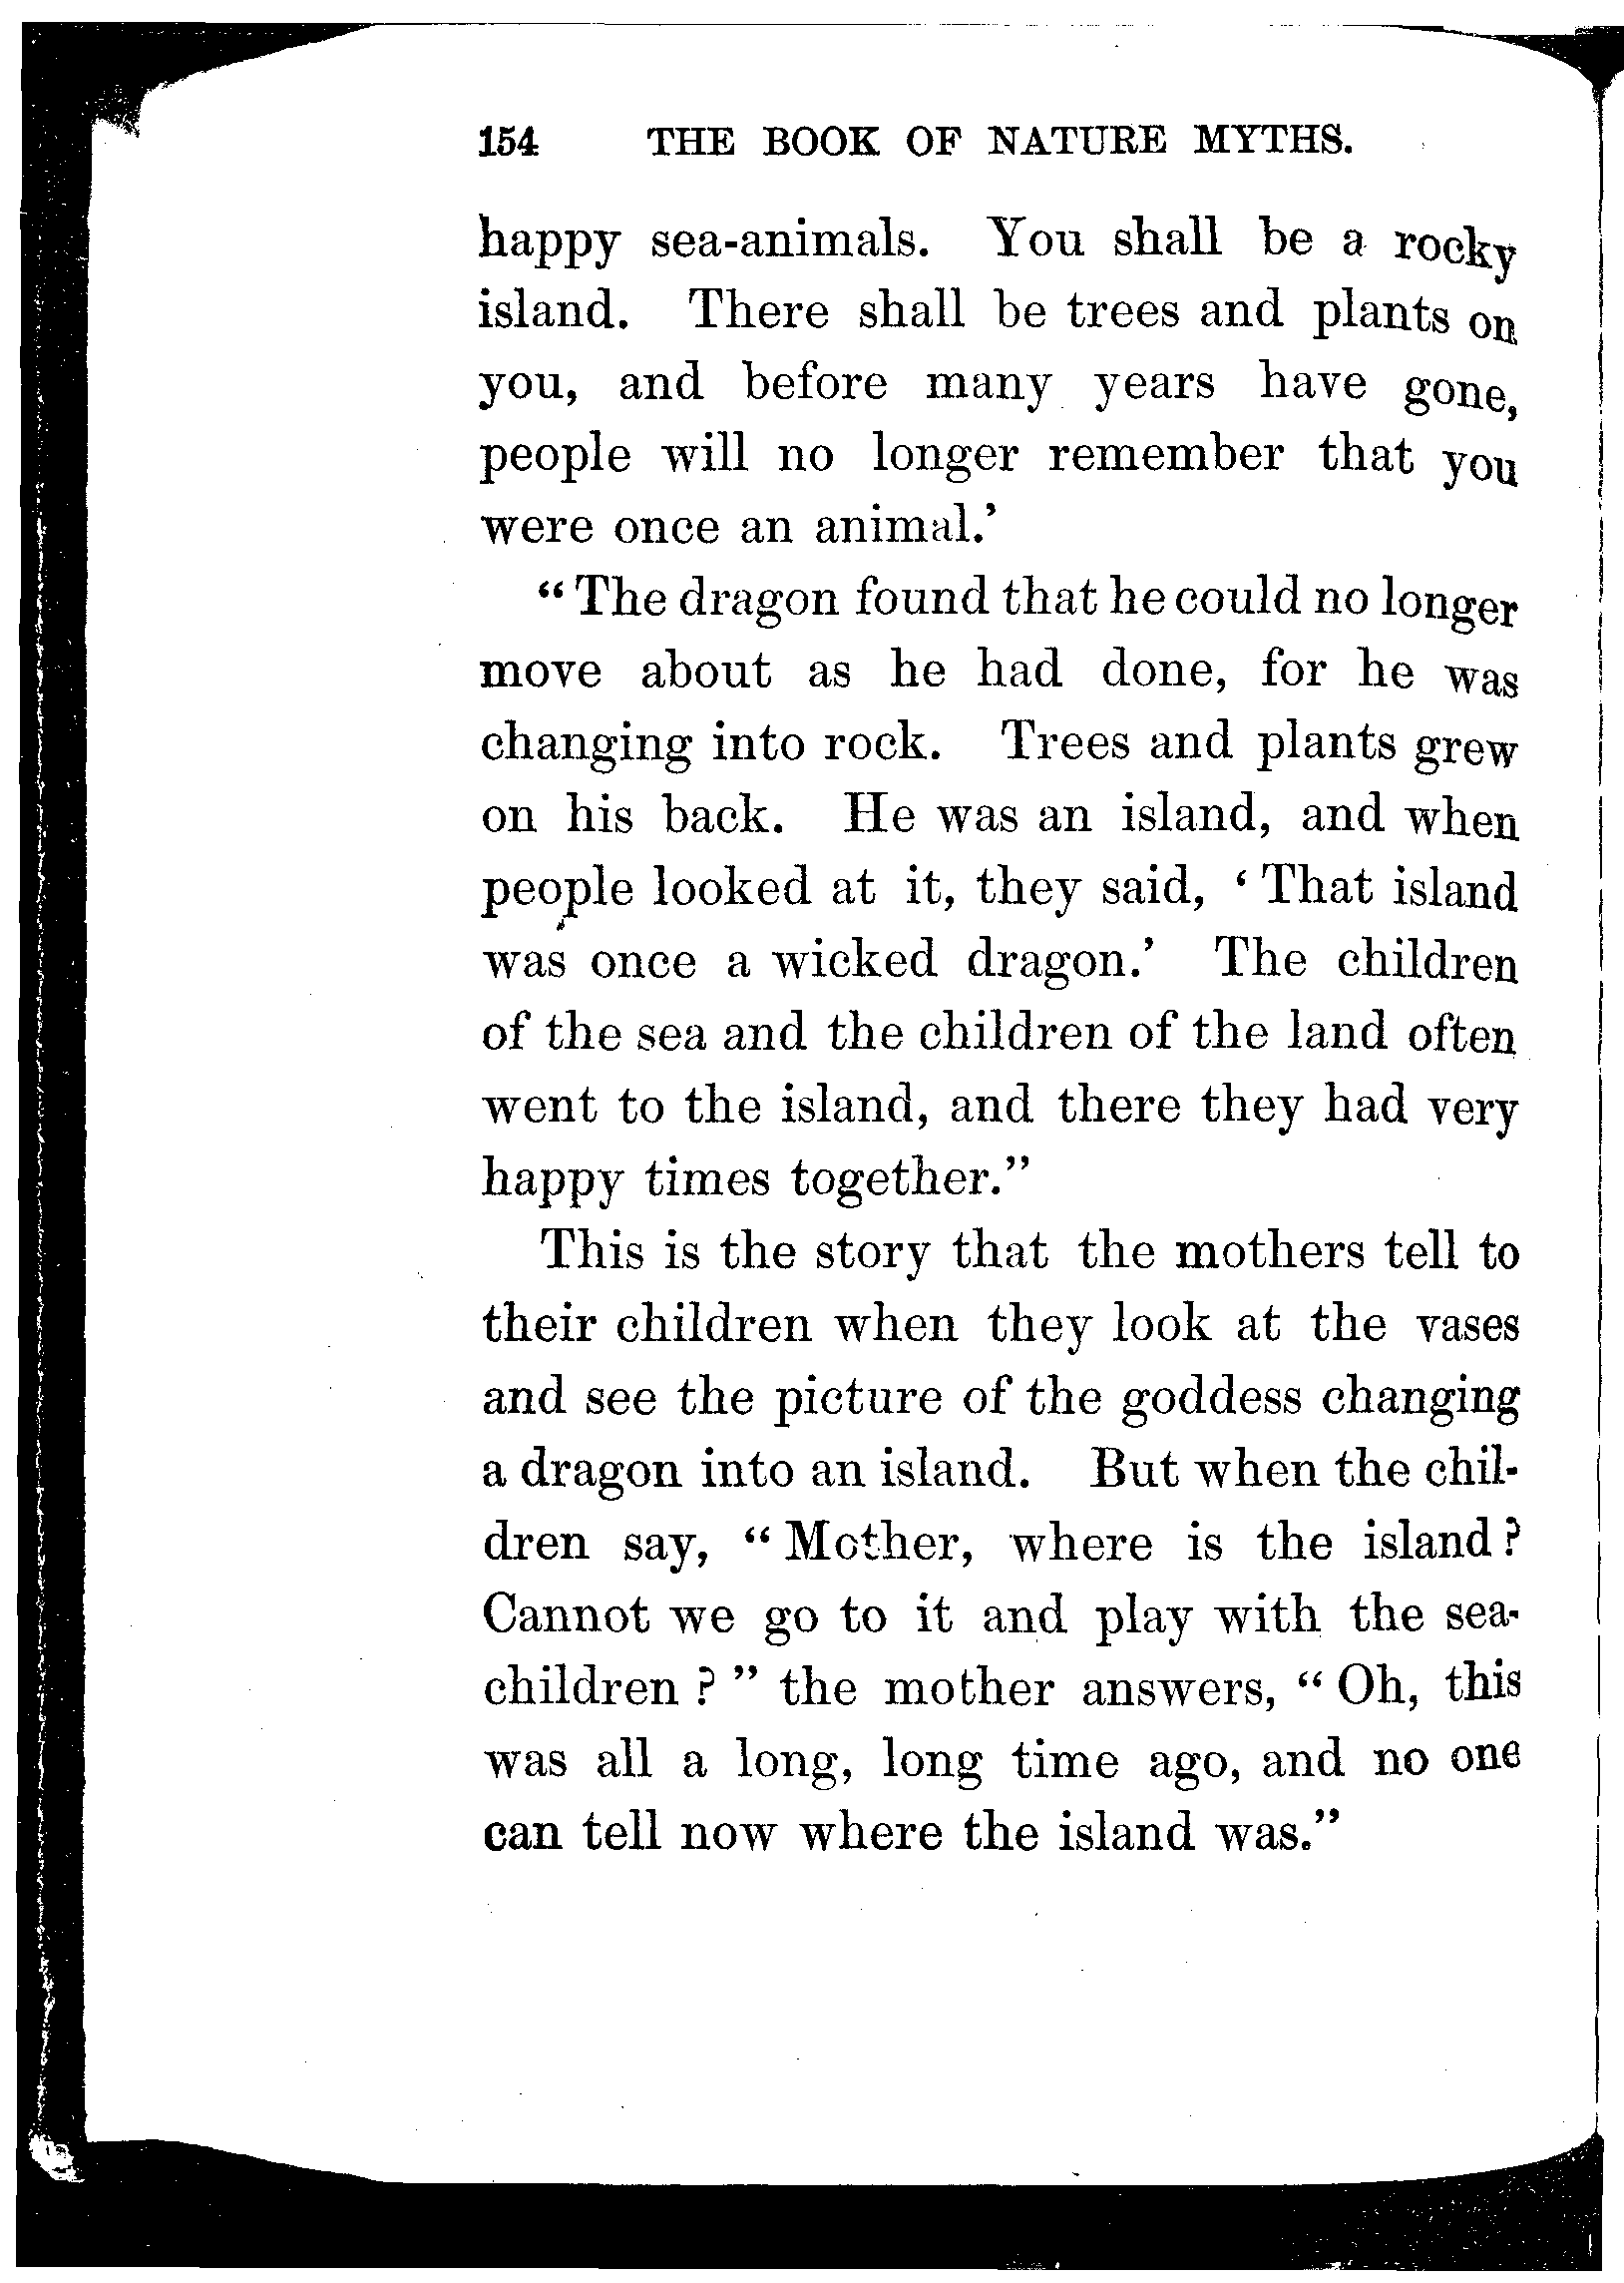 154 THE BOOK OF NATURE MYTHS.
happy sea-animals. You shall be a rocky
island. There shall be trees and plants on
you, and before many years have gone,
people will no longer remember that you
were once an animal.’
“The dragon found that he could no longer
move about as he had done, for he was
changing into rock. Trees and plants grew
on his back. He was an island, and when
people looked at it, they said, ‘That island
was once a wicked dragon.’ The children
of the sea and the children of the land often
went to the island, and there they had very
happy times together.”
This is the story that the mothers tell to
their children when they look at the vases
and see the picture of the goddess changing
a dragon into an island. But when the chil-
dren say, “Mother, where is the island?
Cannot we go to it and play with the sea-
children?” the mother answers, “Oh, this
was all a long, long time ago, and no one
can tell now where the island was.”